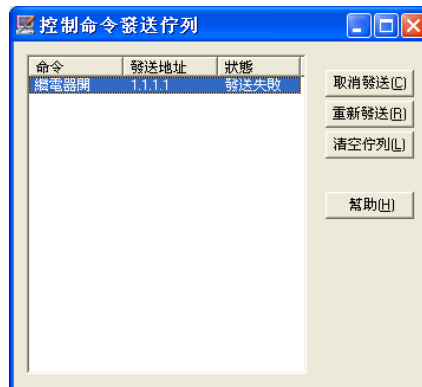 控制命令發送佇列
命令 發送地址 狀態
繼電器開 1.1.1.1 發送失敗
取消發送(C)
重新發送(R)
清空佇列(L)
幫助(H)